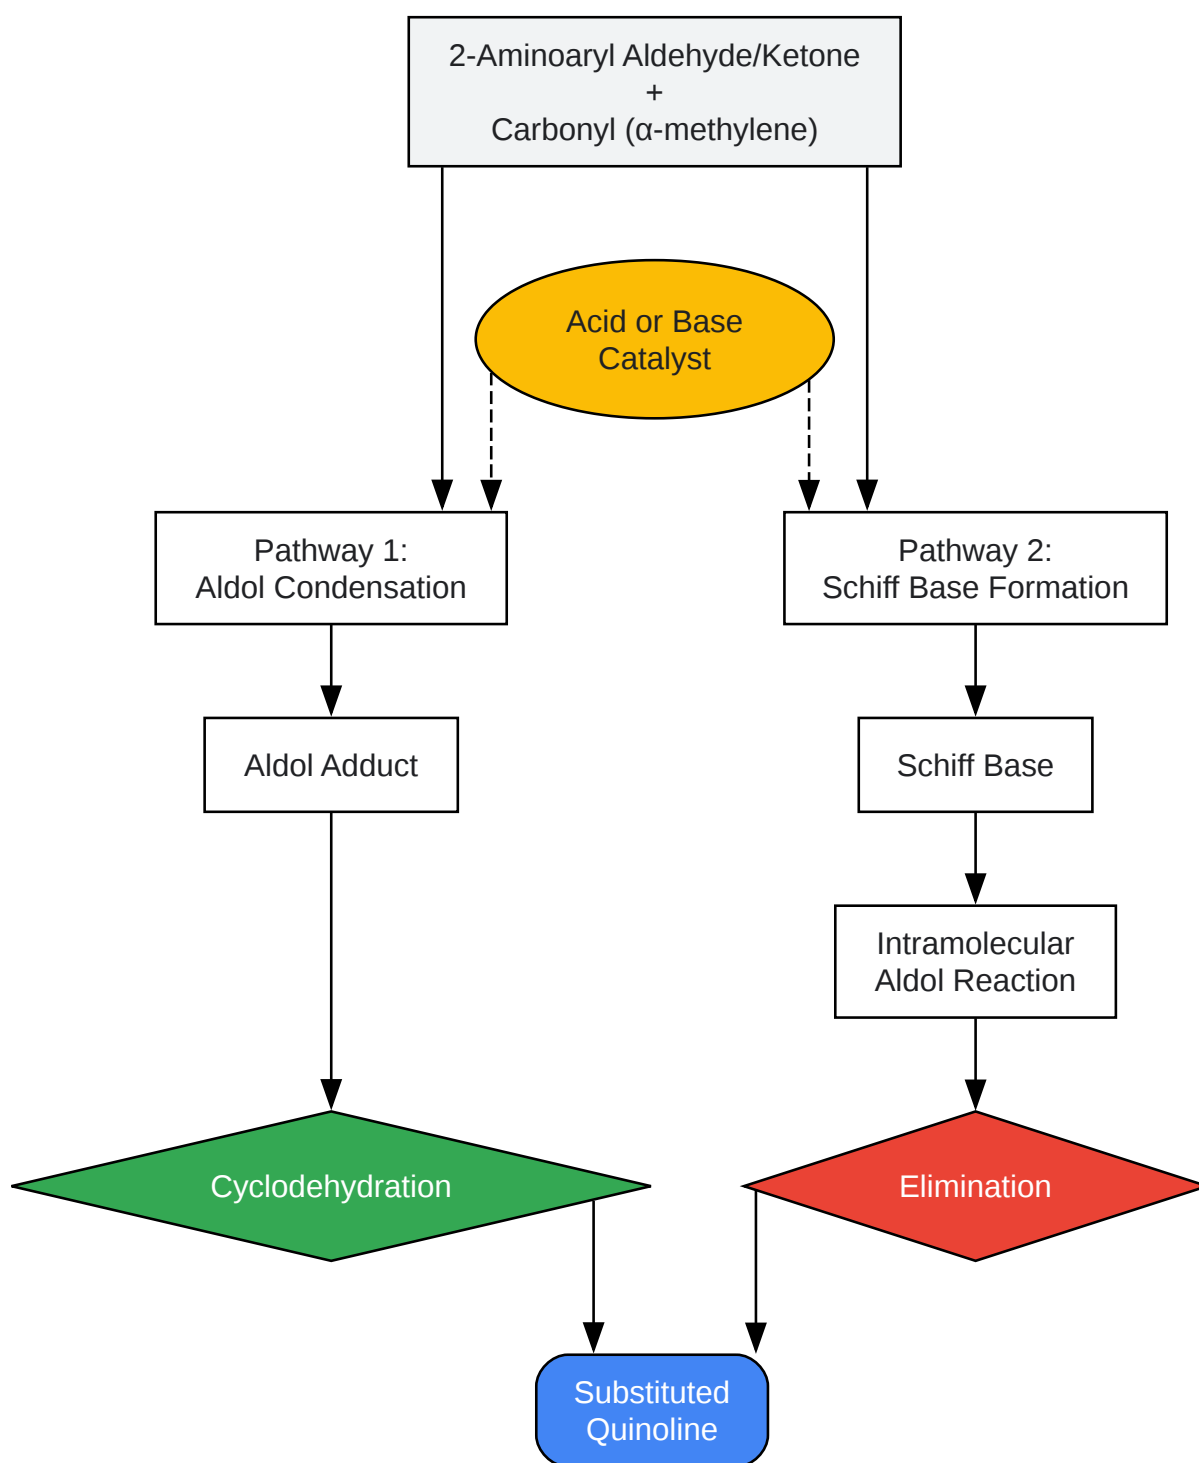 2-Aminoaryl Aldehyde/Ketone
+
Carbonyl (α-methylene)
Acid or Base
Catalyst
Pathway 1:
Aldol Condensation
Pathway 2:
Schiff Base Formation
Aldol Adduct
Schiff Base
Intramolecular
Aldol Reaction
Cyclodehydration
Elimination
Substituted
Quinoline